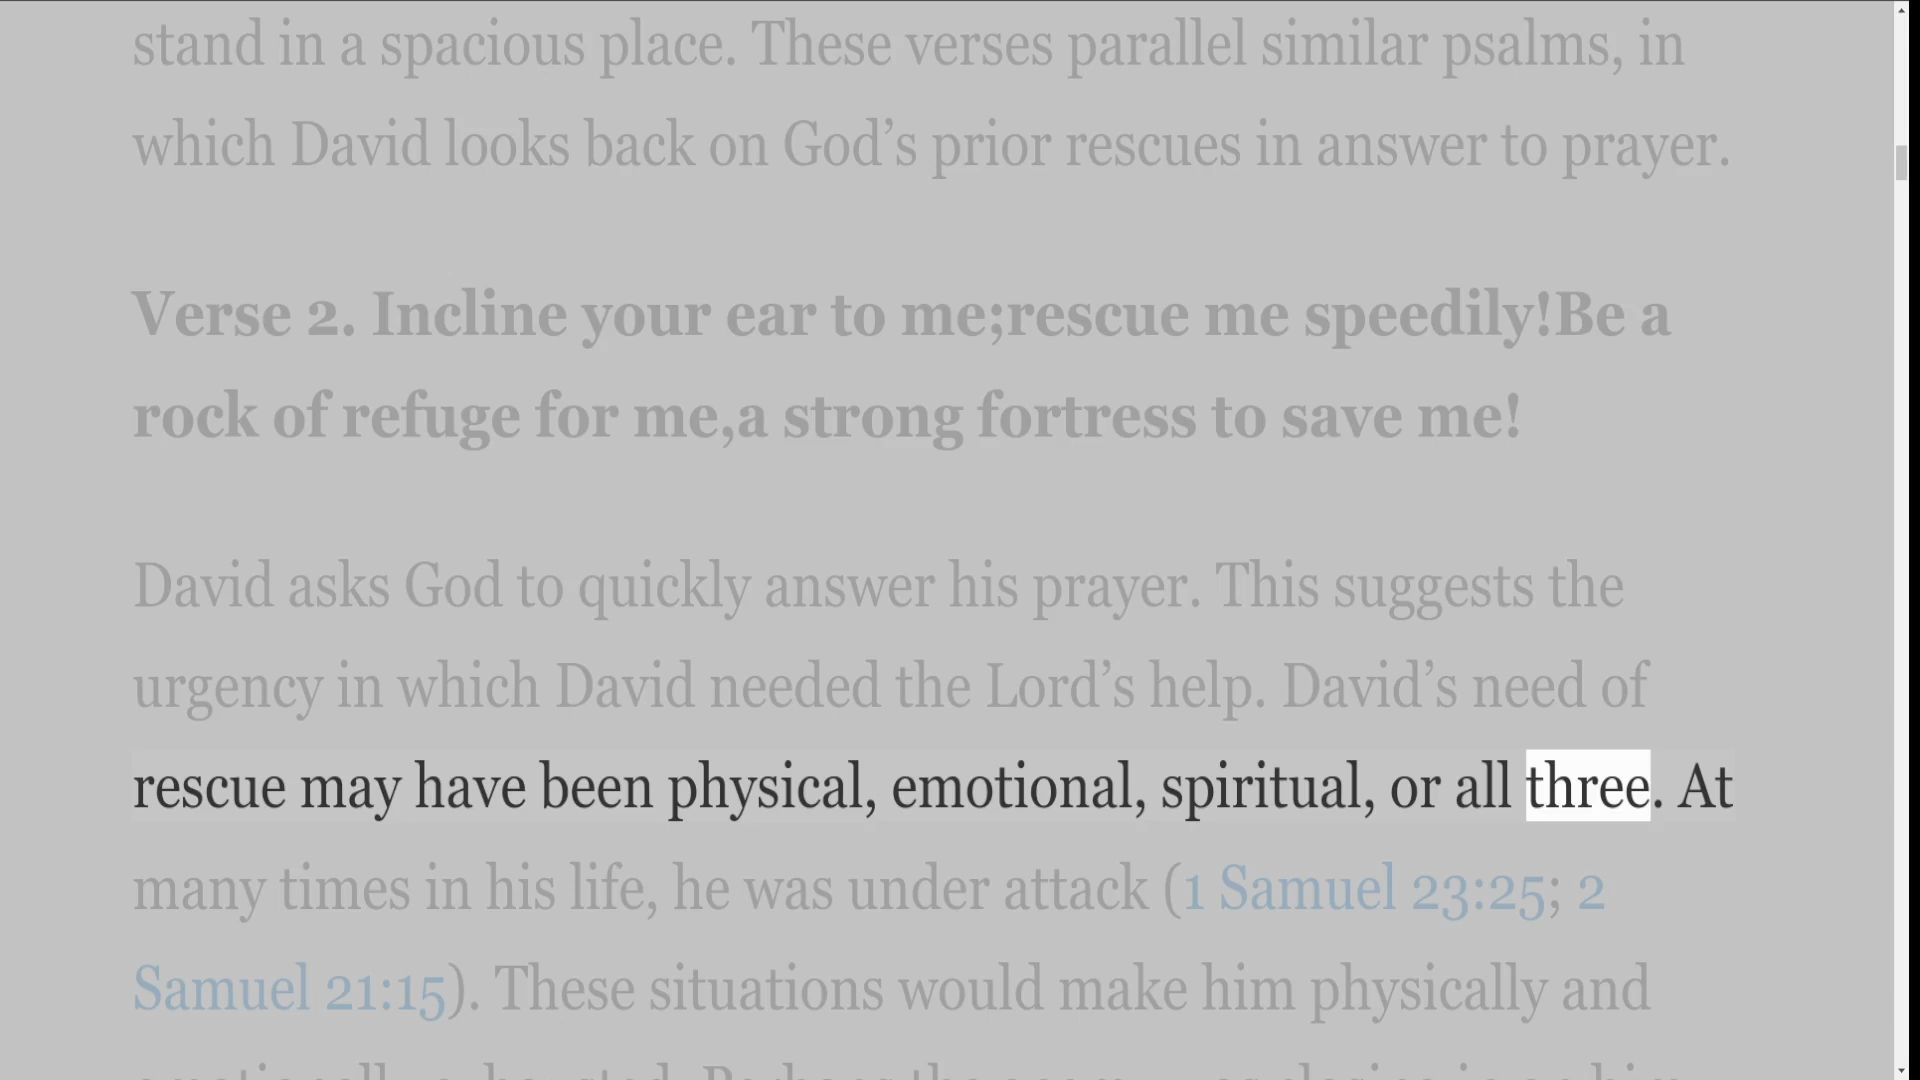 stand in a spacious place. These verses parallel similar psalms, in
which David looks back on God’s prior rescues in answer to prayer.
Verse 2. Incline your ear to me;rescue me speedily!Be a
rock of refuge for me,a strong fortress to save me!
David asks God to quickly answer his prayer. This suggests the
urgency in which David needed the Lord’s help. David’s need of
rescue may have been physical, emotional, spiritual, or all three. At
many times in his life, he was under attack (1 Samuel 23:25; 2
Samuel 21:15). These situations would make him physically and